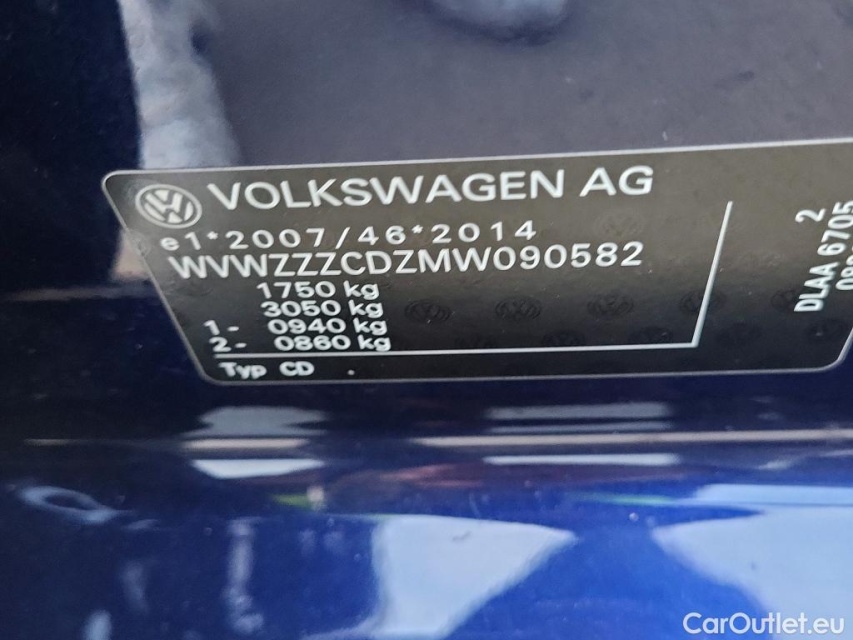 VOLKSWAGEN AG
e1*2007/46*2014
WVWZZZCDZMW090582
1750 kg
3050 kg
1- 0940 kg
2- 0860 kg
Typ CD
2
DLAA 6705
CarOutlet.eu